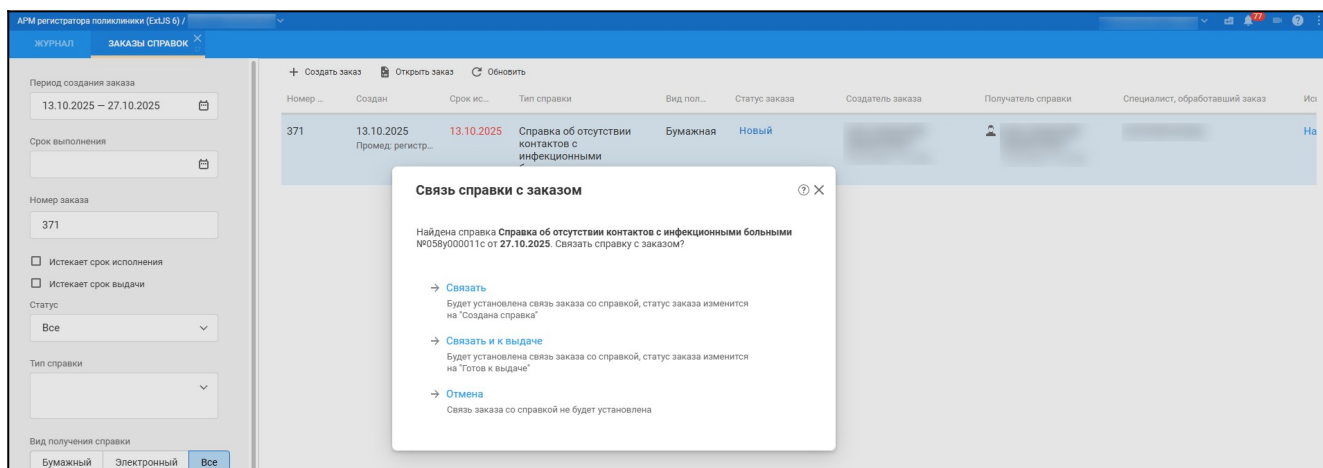 АРМ регистратора поликлиники (ExtJS 6) /
77
ЖУРНАЛ
ЗАКАЗЫ СПРАВОК
Период создания заказа
13.10.2025 — 27.10.2025
Срок выполнения
Номер заказа
371
Истекает срок исполнения
Истекает срок выдачи
Статус
Все
Тип справки
Вид получения справки
Бумажный Электронный Все
Создать заказ Открыть заказ Обновить
Номер ... Создан Срок ис... Тип справки Вид пол... Статус заказа Создатель заказа Получатель справки Специалист, обработавший заказ Исп
371 13.10.2025 13.10.2025 Справка об отсутствии Бумажная Новый На
Промед: регистр... контактов с
инфекционными
Связь справки с заказом
Найдена справка Справка об отсутствии контактов с инфекционными больными
№058у000011с от 27.10.2025. Связать справку с заказом?
→ Связать
Будет установлена связь заказа со справкой, статус заказа изменится
на "Создана справка"
→ Связать и к выдаче
Будет установлена связь заказа со справкой, статус заказа изменится
на "Готов к выдаче"
→ Отмена
Связь заказа со справкой не будет установлена